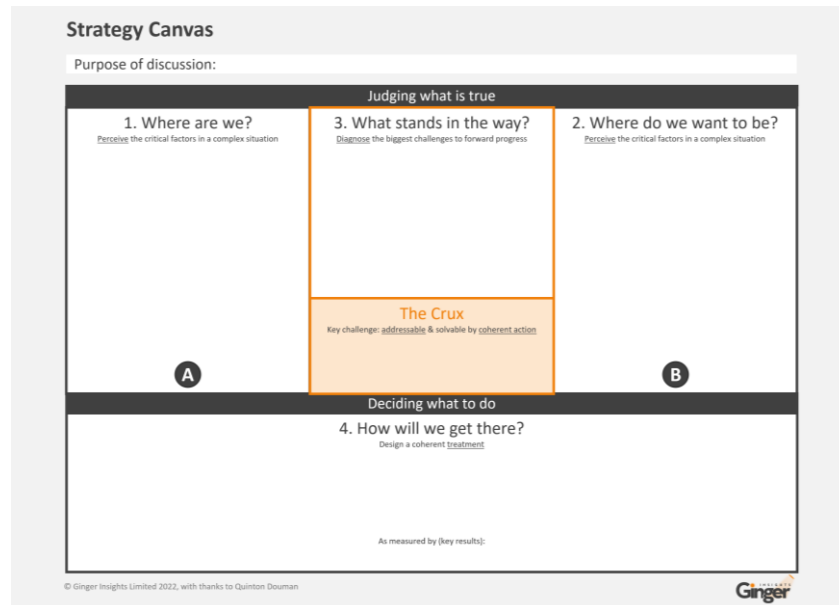 Strategy Canvas
Purpose of discussion:
Judging what is true
1. Where are we?
Perceive the critical factors in a complex situation
3. What stands in the way?
Diagnose the biggest challenges to forward progress
2. Where do we want to be?
Perceive the critical factors in a complex situation
The Crux
Key challenge: addressable & solvable by coherent action
A
B
Deciding what to do
4. How will we get there?
Design a coherent treatment
As measured by (key results):
© Ginger Insights Limited 2022, with thanks to Quinton Douman
INSIGHTS
Ginger